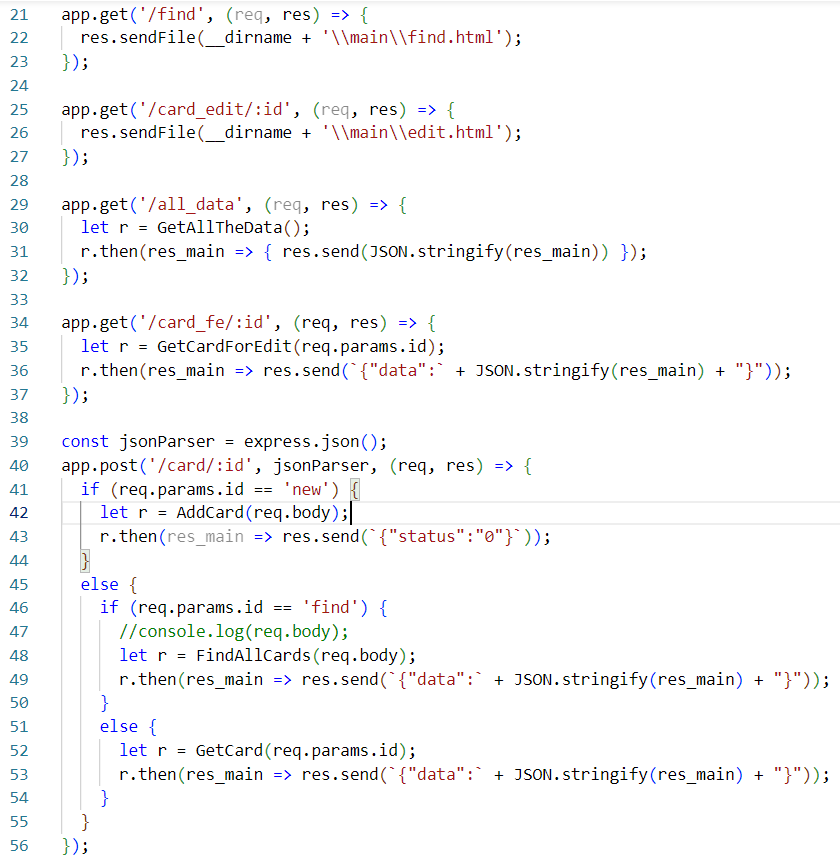 21 app.get('/find', (req, res) => {
22   res.sendFile(__dirname + '\\main\\find.html');
23 });
24
25 app.get('/card_edit/:id', (req, res) => {
26   res.sendFile(__dirname + '\\main\\edit.html');
27 });
28
29 app.get('/all_data', (req, res) => {
30   let r = GetAllTheData();
31   r.then(res_main => { res.send(JSON.stringify(res_main)) });
32 });
33
34 app.get('/card_fe/:id', (req, res) => {
35   let r = GetCardForEdit(req.params.id);
36   r.then(res_main => res.send(`{"data":` + JSON.stringify(res_main) + "}"));
37 });
38
39 const jsonParser = express.json();
40 app.post('/card/:id', jsonParser, (req, res) => {
41   if (req.params.id == 'new') {
42     let r = AddCard(req.body);
43     r.then(res_main => res.send(`{"status":"0"}`));
44   }
45   else {
46     if (req.params.id == 'find') {
47       //console.log(req.body);
48       let r = FindAllCards(req.body);
49       r.then(res_main => res.send(`{"data":` + JSON.stringify(res_main) + "}"));
50     }
51     else {
52       let r = GetCard(req.params.id);
53       r.then(res_main => res.send(`{"data":` + JSON.stringify(res_main) + "}"));
54     }
55   }
56 });